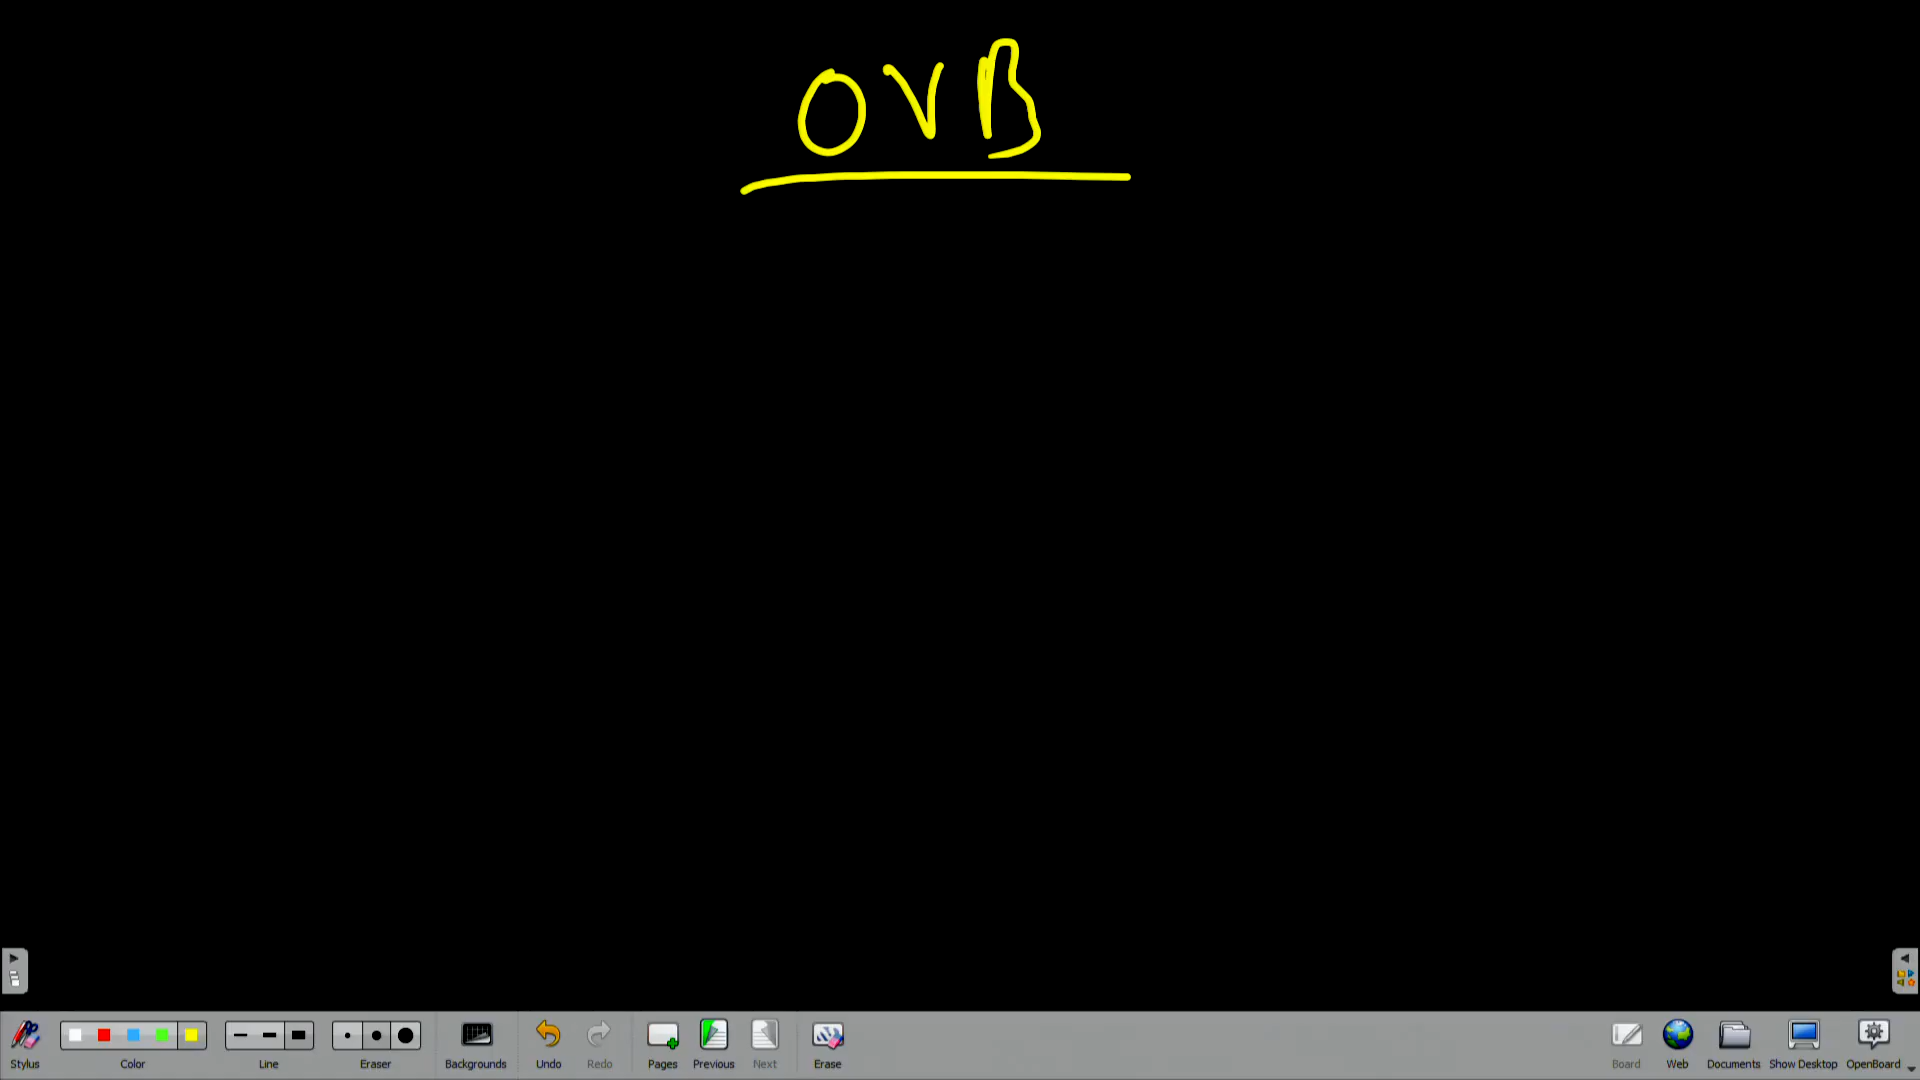 OVB
Stylus
Color
Line
Eraser
Backgrounds
Undo
Redo
Pages
Previous
Next
Erase
Board
Web
Documents
Show Desktop
OpenBoard